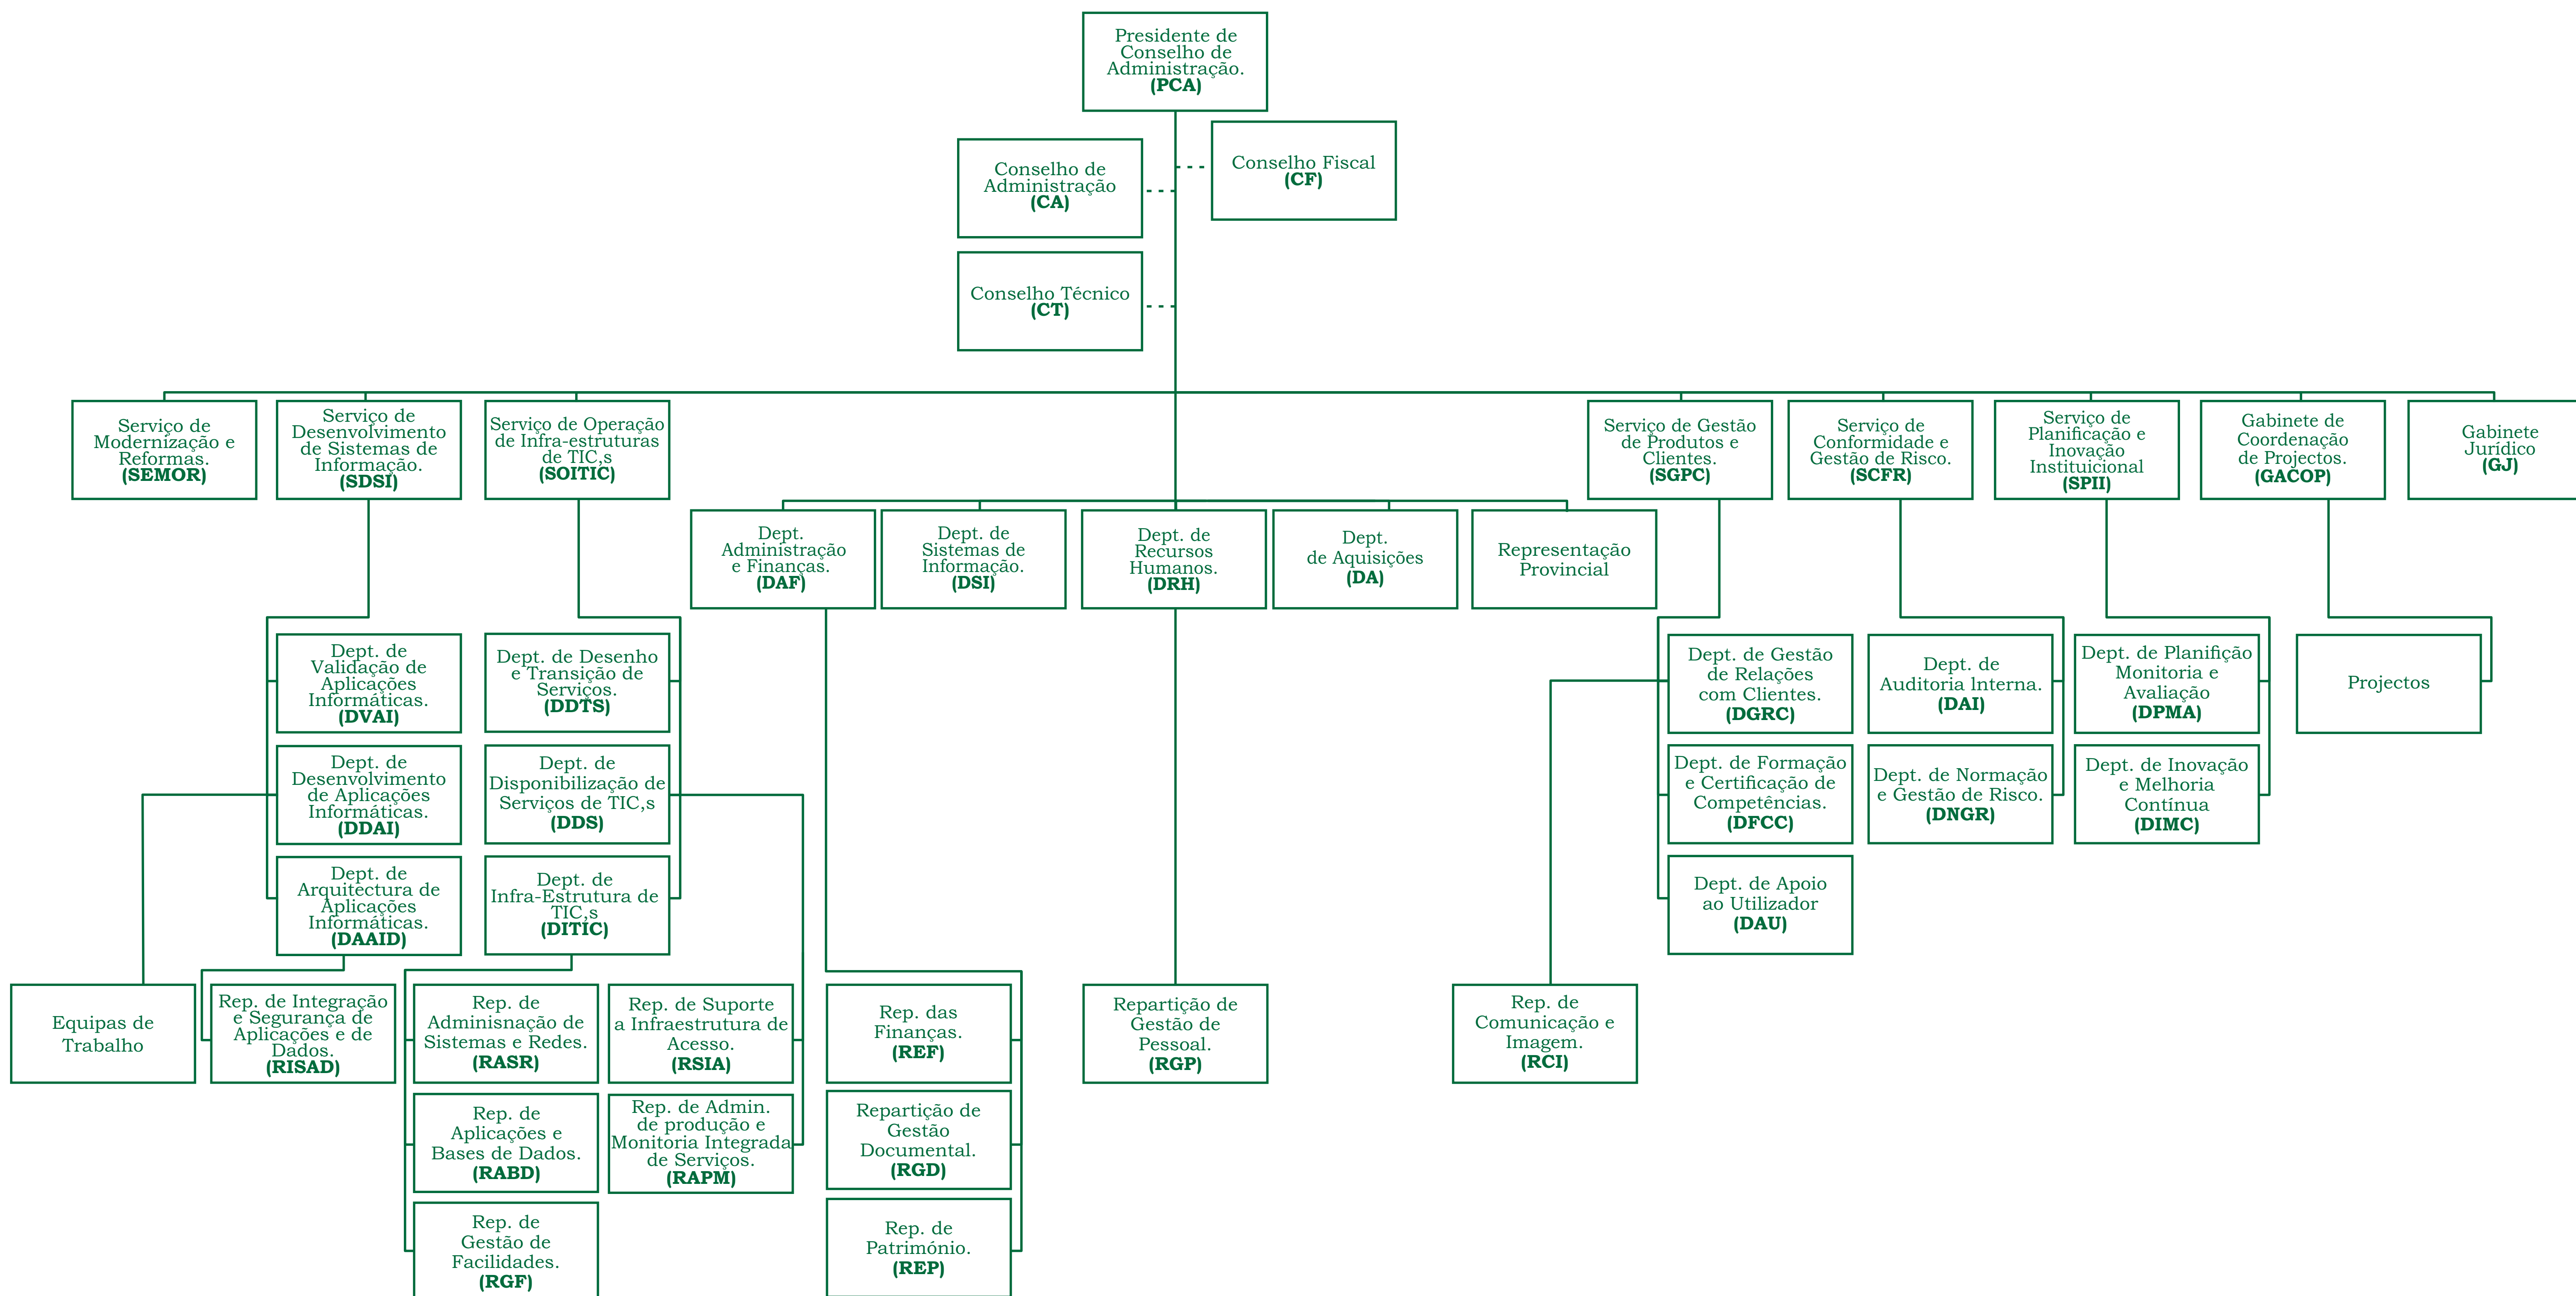 Presidente de
Conselho de
Administração.
(PCA)
Conselho Fiscal
(CF)
Conselho de
Administração
(CA)
Conselho Técnico
(CT)
Serviço de
Modernização e
Reformas.
(SEMOR)
Serviço de
Desenvolvimento
de Sistemas de
Informação.
(SDSI)
Serviço de Operação
de Infra-estruturas
de TIC,s
(SOITIC)
Serviço de Gestão
de Produtos e
Clientes.
(SGPC)
Serviço de
Conformidade e
Gestão de Risco.
(SCFR)
Serviço de
Planificação e
Inovação
Instituicional
(SPII)
Gabinete de
Coordenação
de Projectos.
(GACOP)
Gabinete
Jurídico
(GJ)
Dept.
Administração
e Finanças.
(DAF)
Dept. de
Sistemas de
Informação.
(DSI)
Dept. de
Recursos
Humanos.
(DRH)
Dept.
de Aquisições
(DA)
Representação
Provincial
Dept. de
Validação de
Aplicações
Informáticas.
(DVAI)
Dept. de Desenho
e Transição de
Serviços.
(DDTS)
Dept. de Gestão
de Relações
com Clientes.
(DGRC)
Dept. de
Auditoria lnterna.
(DAI)
Dept. de Planifição
Monitoria e
Avaliação
(DPMA)
Projectos
Dept. de
Desenvolvimento
de Aplicações
Informáticas.
(DDAI)
Dept. de
Disponibilização de
Serviços de TIC,s
(DDS)
Dept. de Formação
e Certificação de
Competências.
(DFCC)
Dept. de Normação
e Gestão de Risco.
(DNGR)
Dept. de Inovação
e Melhoria
Contínua
(DIMC)
Dept. de
Arquitectura de
Aplicações
Informáticas.
(DAAID)
Dept. de
Infra-Estrutura de
TIC,s
(DITIC)
Dept. de Apoio
ao Utilizador
(DAU)
Equipas de
Trabalho
Rep. de Integração
e Segurança de
Aplicações e de
Dados.
(RISAD)
Rep. de
Adminisnação de
Sistemas e Redes.
(RASR)
Rep. de Suporte
a Infraestrutura de
Acesso.
(RSIA)
Rep. das
Finanças.
(REF)
Repartição de
Gestão de
Pessoal.
(RGP)
Rep. de
Comunicação e
Imagem.
(RCI)
Rep. de
Aplicações e
Bases de Dados.
(RABD)
Rep. de Admin.
de produção e
Monitoria Integrada
de Serviços.
(RAPM)
Repartição de
Gestão
Documental.
(RGD)
Rep. de
Gestão de
Facilidades.
(RGF)
Rep. de
Património.
(REP)